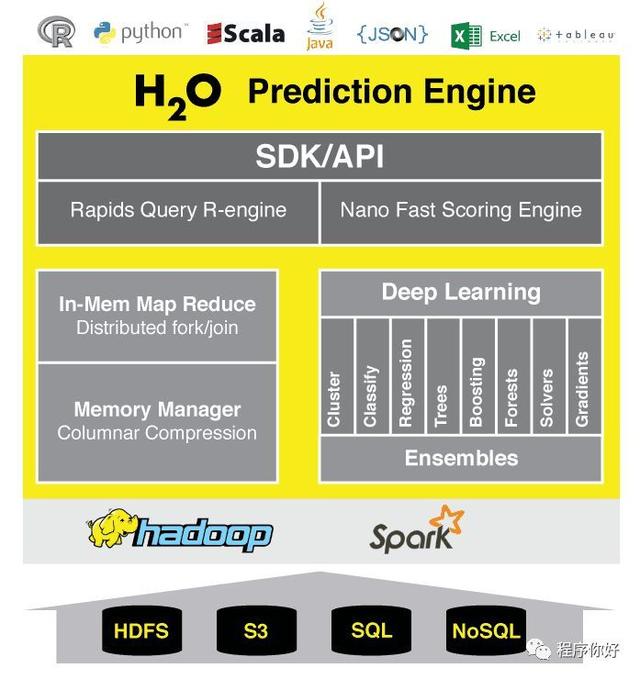 R python Scala Java {JSON} Excel tableau
H2O Prediction Engine
SDK/API
Rapids Query R-engine
Nano Fast Scoring Engine
In-Mem Map Reduce
Distributed fork/join
Memory Manager
Columnar Compression
Deep Learning
Cluster
Classify
Regression
Trees
Boosting
Forests
Solvers
Gradients
Ensembles
hadoop
Spark
HDFS
S3
SQL
NoSQL
程序你好